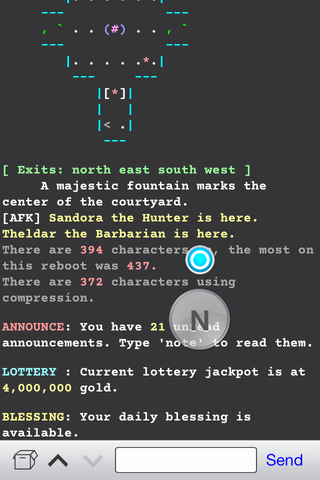 ---             ---
, ` . . (#) . . , `
---             ---
|. . . . .*.|
---     ---
|[*]|
|   |
|< .|
---
[ Exits: north east south west ]
A majestic fountain marks the
center of the courtyard.
[AFK] Sandora the Hunter is here.
Theldar the Barbarian is here.
There are 394 characters the most on
this reboot was 437.
There are 372 characters using
compression.
ANNOUNCE: You have 21 unread
announcements. Type 'note' to read them.
N
LOTTERY : Current lottery jackpot is at
4,000,000 gold.
BLESSING: Your daily blessing is
available.
Send